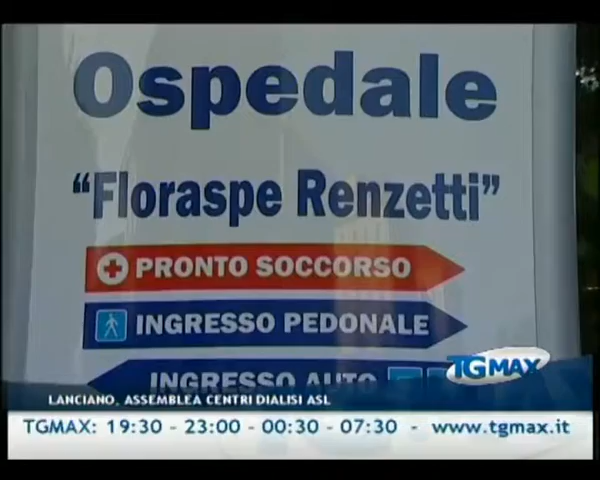 Ospedale
"Floraspe Renzetti"
PRONTO SOCCORSO
INGRESSO PEDONALE
INGRESSO AUTO
TGMAX
LANCIANO, ASSEMBLEA CENTRI DIALISI ASL
TGMAX: 19:30 - 23:00 - 00:30 - 07:30 - www.tgmax.it